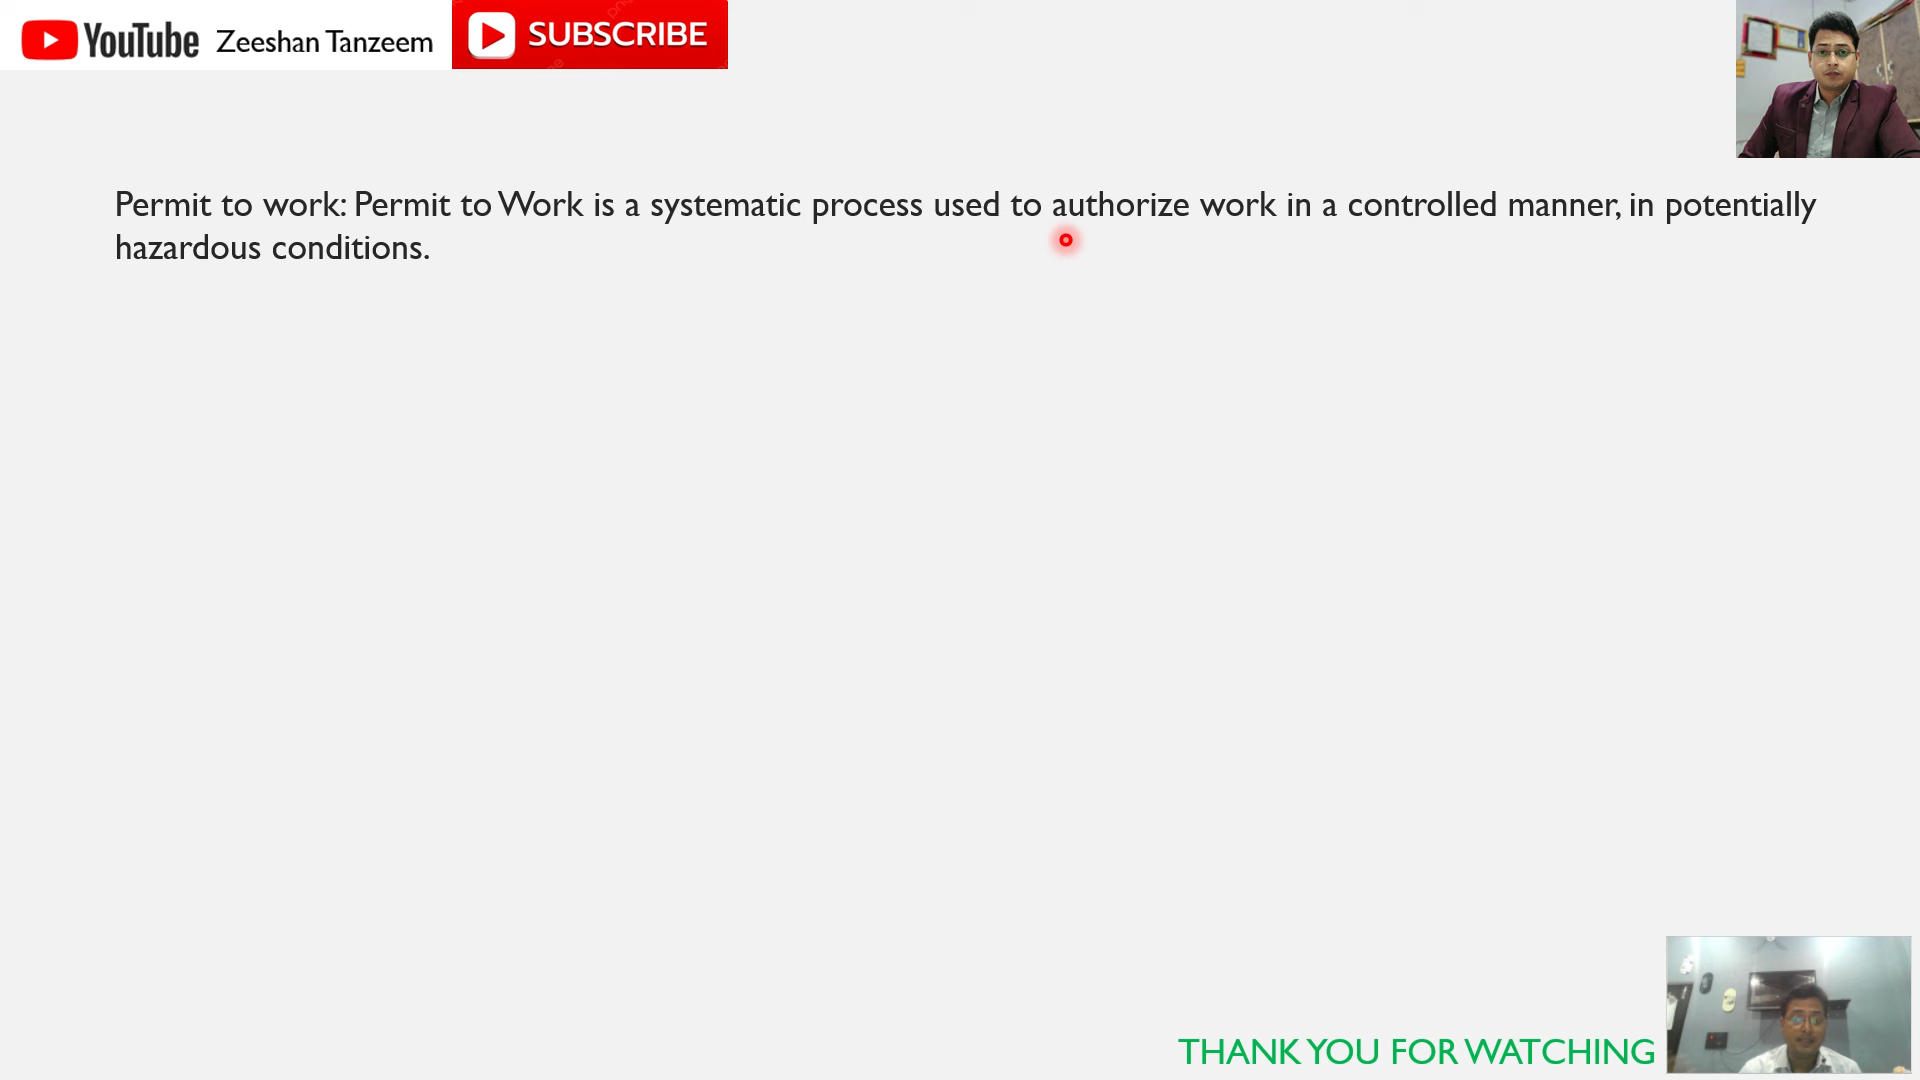 YouTube Zeeshan Tanzeem SUBSCRIBE
Permit to work: Permit to Work is a systematic process used to authorize work in a controlled manner, in potentially
hazardous conditions.
THANK YOU FOR WATCHING